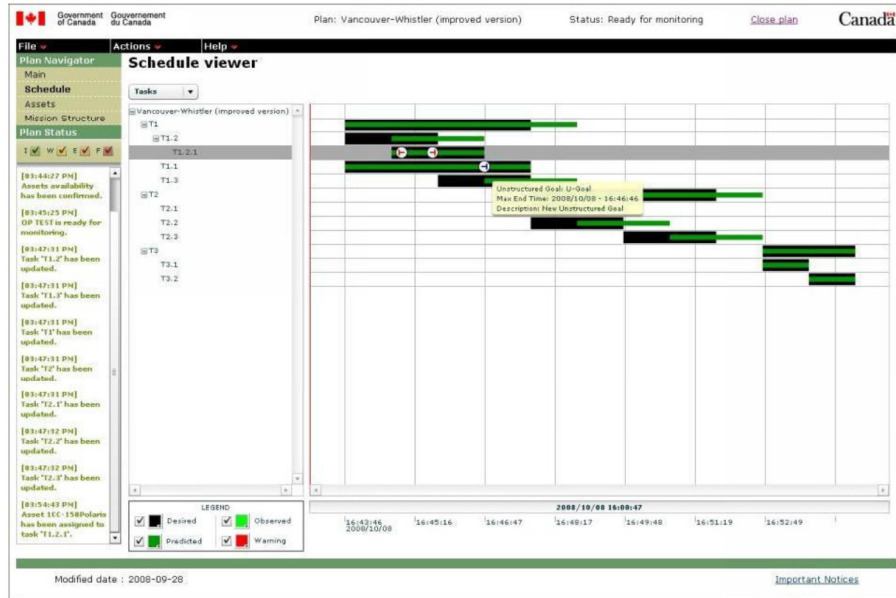 Government of Canada
Gouvernement du Canada
Plan: Vancouver-Whistler (improved version)
Status: Ready for monitoring
Close plan
Canada
File
Actions
Help
Plan Navigator
Main
Schedule
Assets
Mission Structure
Plan Status
I W E F
[03:44:27 PM]
Assets availability
has been confirmed.
[03:45:25 PM]
OP TEST is ready for
monitoring.
[03:47:31 PM]
Task 'T1.2' has been
updated.
[03:47:31 PM]
Task 'T1.3' has been
updated.
[03:47:31 PM]
Task 'T1' has been
updated.
[03:47:31 PM]
Task 'T2' has been
updated.
[03:47:31 PM]
Task 'T2.1' has been
updated.
[03:47:32 PM]
Task 'T2.2' has been
updated.
[03:47:32 PM]
Task 'T2.3' has been
updated.
[03:54:43 PM]
Asset 1CC-150Polaris
has been assigned to
task 'T1.2.1'.
Schedule viewer
Tasks
Vancouver-Whistler (improved version)
T1
T1.2
T1.2.1
T1.1
T1.3
T2
T2.1
T2.2
T2.3
T3
T3.1
T3.2
Unstructured Goal: U-Goal
Max End Time: 2008/10/08 - 16:46:46
Description: New Unstructured Goal
LEGEND
Desired
Observed
Predicted
Warning
2008/10/08 16:00:47
16:43:46
2008/10/08
16:45:16
16:46:47
16:48:17
16:49:48
16:51:19
16:52:49
Modified date : 2008-09-28
Important Notices